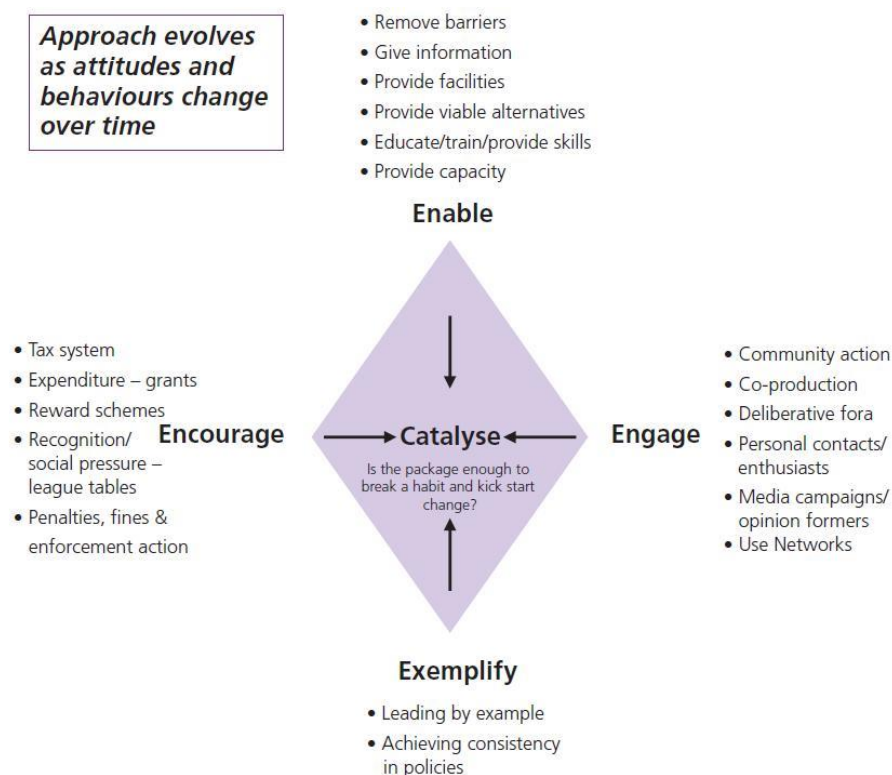 Approach evolves
as attitudes and
behaviours change
over time
• Remove barriers
• Give information
• Provide facilities
• Provide viable alternatives
• Educate/train/provide skills
• Provide capacity
Enable
• Tax system
• Expenditure – grants
• Reward schemes
• Recognition/
social pressure –
league tables
• Penalties, fines &
enforcement action
Encourage
Catalyse
Is the package enough to
break a habit and kick start
change?
Engage
• Community action
• Co-production
• Deliberative fora
• Personal contacts/
enthusiasts
• Media campaigns/
opinion formers
• Use Networks
Exemplify
• Leading by example
• Achieving consistency
in policies